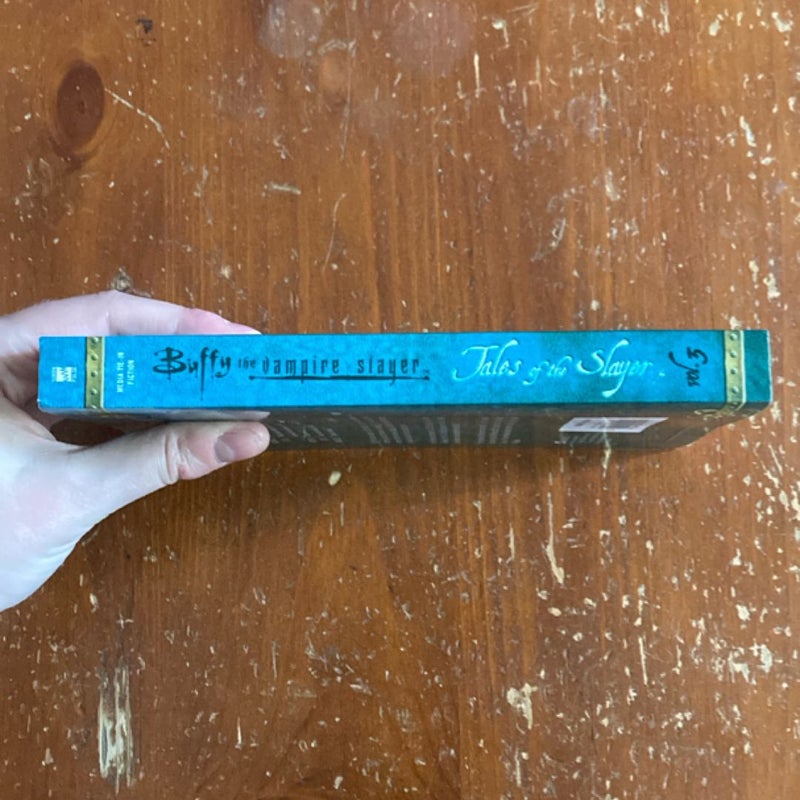 MEDIA TIE-IN
FICTION
Buffy the vampire slayer
Tales of the Slayer
vol. 3